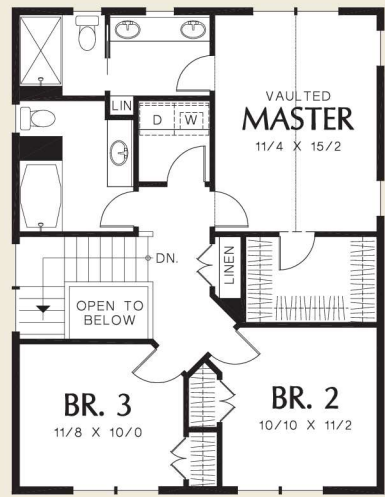 LIN
D W
VAULTED
MASTER
11/4 X 15/2
DN.
LINEN
OPEN TO
BELOW
BR. 3
11/8 X 10/0
BR. 2
10/10 X 11/2